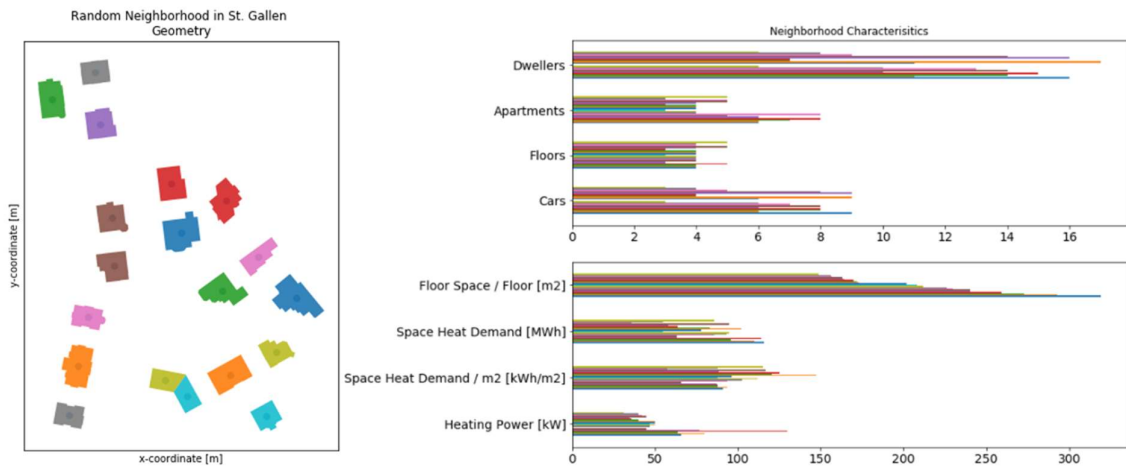 Random Neighborhood in St. Gallen
Geometry
y-coordinate [m]
x-coordinate [m]
Neighborhood Characterisitics
Dwellers
Apartments
Floors
Cars
0 2 4 6 8 10 12 14 16
Floor Space / Floor [m2]
Space Heat Demand [MWh]
Space Heat Demand / m2 [kWh/m2]
Heating Power [kW]
0 50 100 150 200 250 300